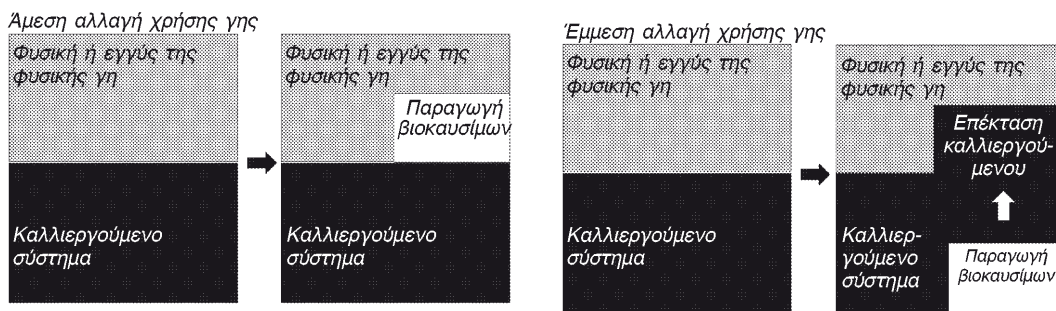 Άμεση αλλαγή χρήσης γης
Φυσική ή εγγύς της
φυσικής γη
Καλλιεργούμενο
σύστημα
Φυσική ή εγγύς της
φυσικής γη
Παραγωγή
βιοκαυσίμων
Καλλιεργούμενο
σύστημα
Έμμεση αλλαγή χρήσης γης
Φυσική ή εγγύς της
φυσικής γη
Καλλιεργούμενο
σύστημα
Φυσική ή εγγύς της
φυσικής γη
Επέκταση
καλλιεργού-
μενου
Καλλιερ-
γούμενο
σύστημα
Παραγωγή
βιοκαυσίμων